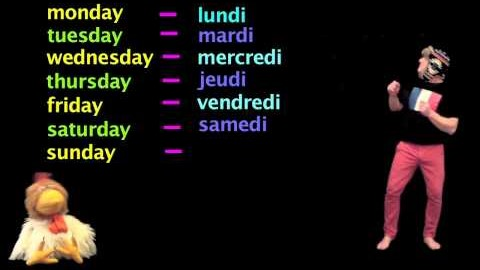 monday — lundi
tuesday — mardi
wednesday — mercredi
thursday — jeudi
friday — vendredi
saturday — samedi
sunday —